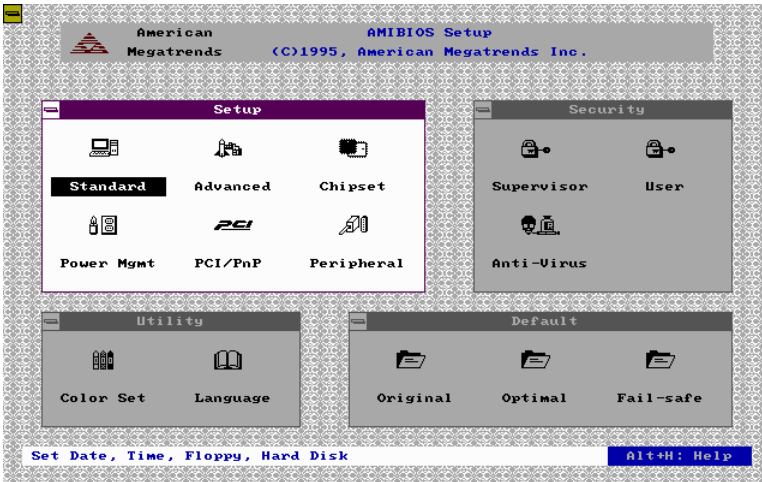 American Megatrends
AMIBIOS Setup
(C)1995, American Megatrends Inc.
Setup
Standard Advanced Chipset
Power Mgmt PCI/PnP Peripheral
PCI
Security
Supervisor User
Anti-Virus
Utility
Color Set Language
Default
Original Optimal Fail-safe
Set Date, Time, Floppy, Hard Disk
Alt+H: Help